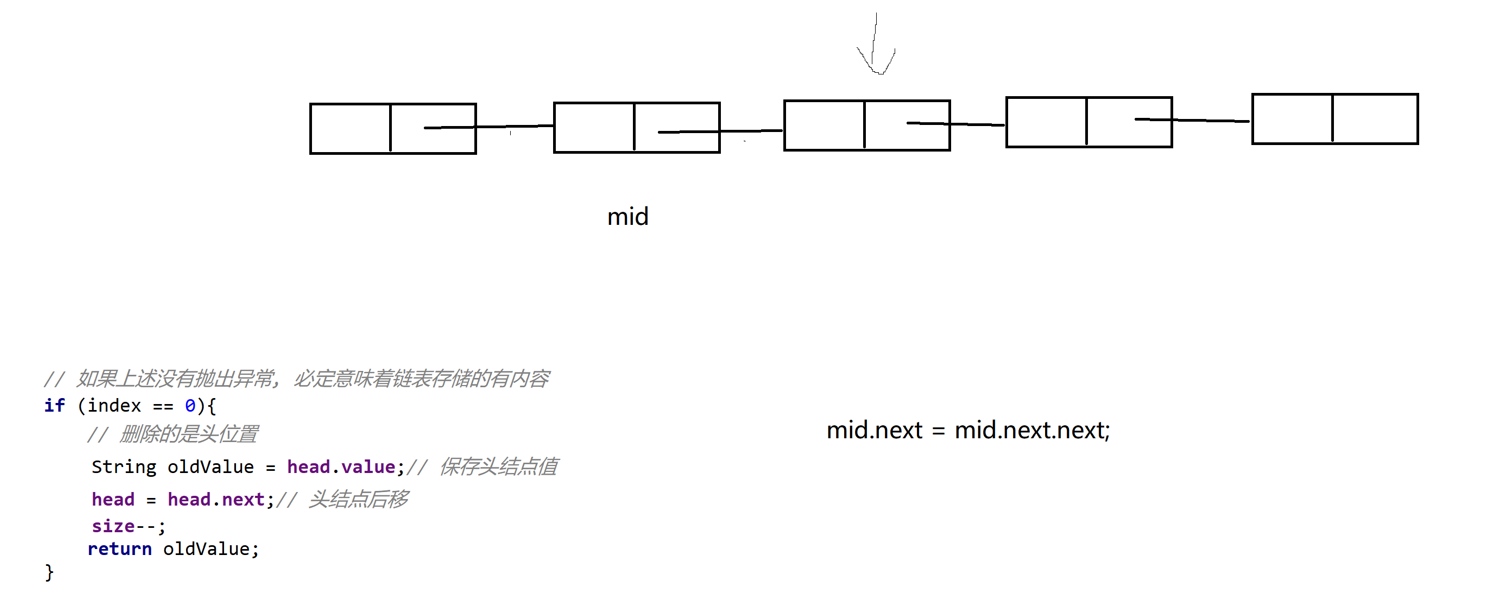 mid
// 如果上述没有抛出异常, 必定意味着链表存储的有内容
if (index == 0){
// 删除的是头位置
mid.next = mid.next.next;
String oldValue = head.value;// 保存头结点值
head = head.next;// 头结点后移
size--;
return oldValue;
}